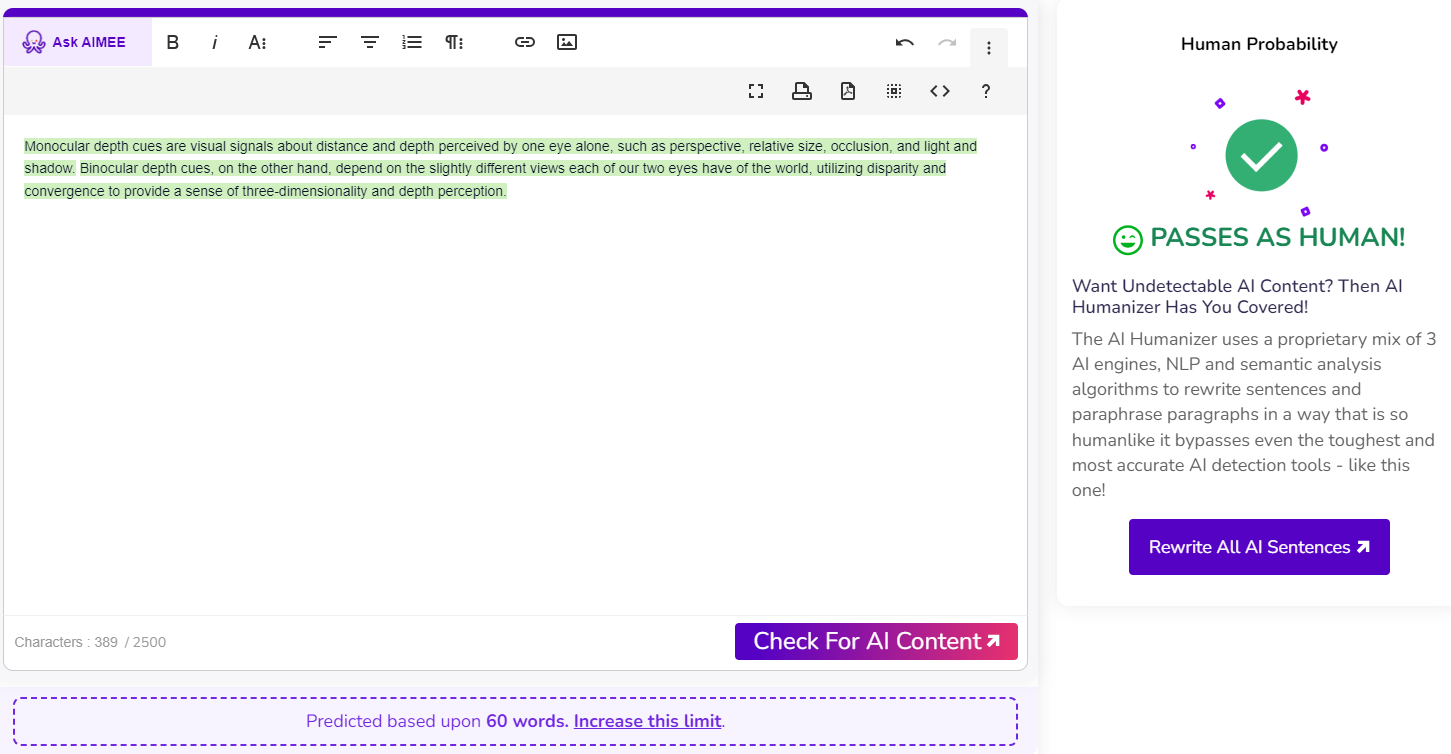 Ask AIMEE B i A
Monocular depth cues are visual signals about distance and depth perceived by one eye alone, such as perspective, relative size, occlusion, and light and
shadow. Binocular depth cues, on the other hand, depend on the slightly different views each of our two eyes have of the world, utilizing disparity and
convergence to provide a sense of three-dimensionality and depth perception.
Characters : 389 / 2500
Check For AI Content
Predicted based upon 60 words. Increase this limit.
Human Probability
PASSES AS HUMAN!
Want Undetectable AI Content? Then AI
Humanizer Has You Covered!
The AI Humanizer uses a proprietary mix of 3
AI engines, NLP and semantic analysis
algorithms to rewrite sentences and
paraphrase paragraphs in a way that is so
humanlike it bypasses even the toughest and
most accurate AI detection tools - like this
one!
Rewrite All AI Sentences